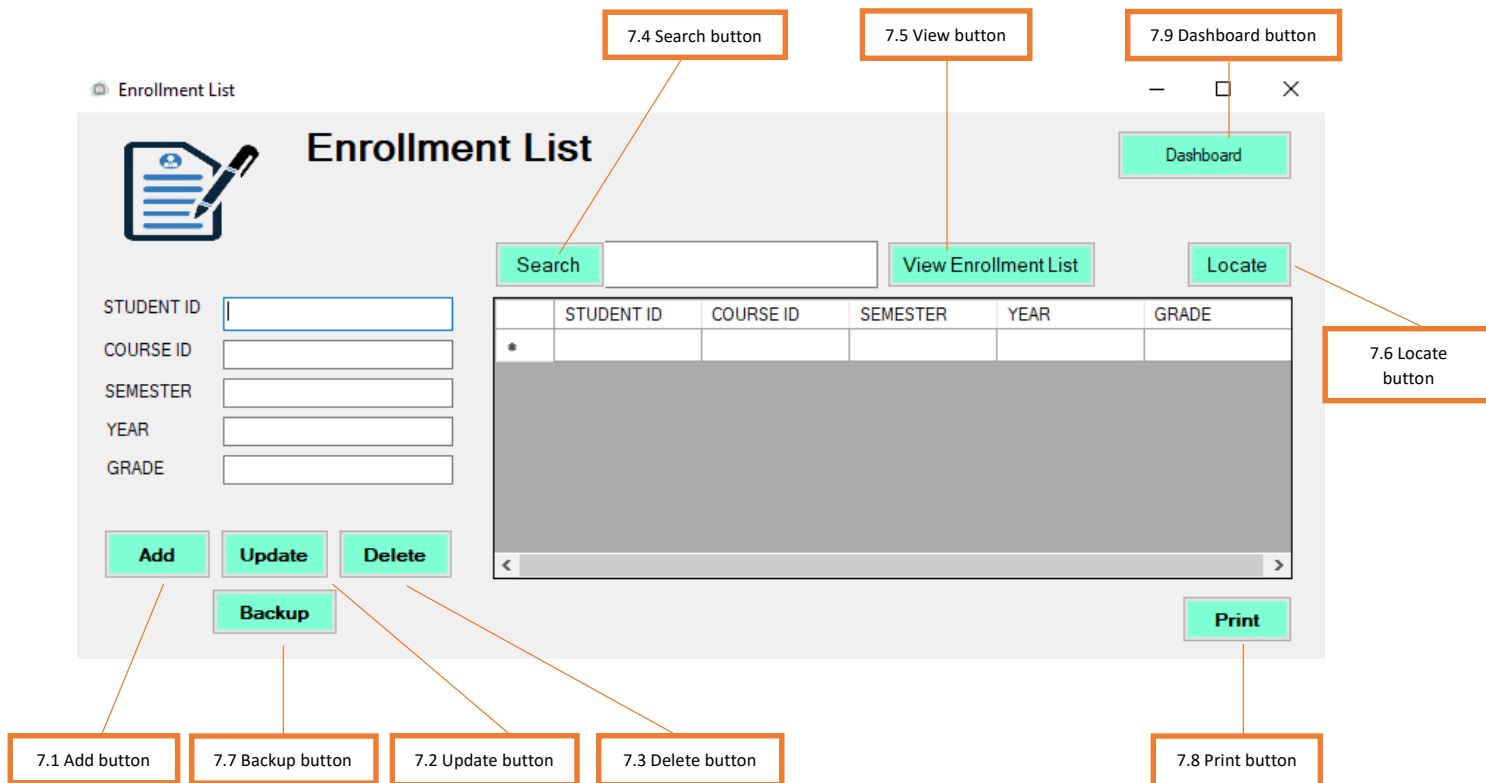 7.4 Search button
7.5 View button
7.9 Dashboard button
Enrollment List
Enrollment List
Dashboard
Search
View Enrollment List
Locate
STUDENT ID
COURSE ID
SEMESTER
YEAR
GRADE
STUDENT ID COURSE ID SEMESTER YEAR GRADE
7.6 Locate
button
Add Update Delete
Backup
Print
7.1 Add button
7.7 Backup button
7.2 Update button
7.3 Delete button
7.8 Print button